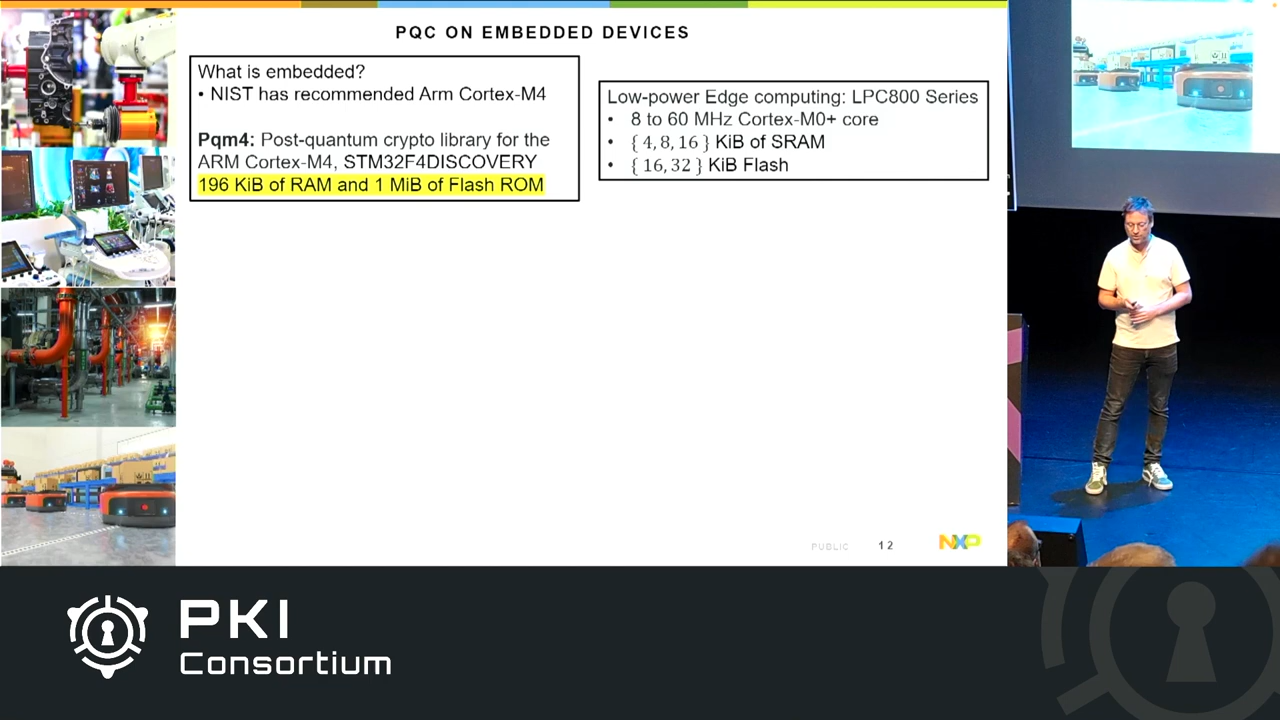 PQC ON EMBEDDED DEVICES
What is embedded?
• NIST has recommended Arm Cortex-M4
Pqm4: Post-quantum crypto library for the
ARM Cortex-M4, STM32F4DISCOVERY
196 KiB of RAM and 1 MiB of Flash ROM
Low-power Edge computing: LPC800 Series
• 8 to 60 MHz Cortex-M0+ core
• { 4, 8, 16 } KiB of SRAM
• { 16, 32 } KiB Flash
PUBLIC
12
NXP
PKI
Consortium